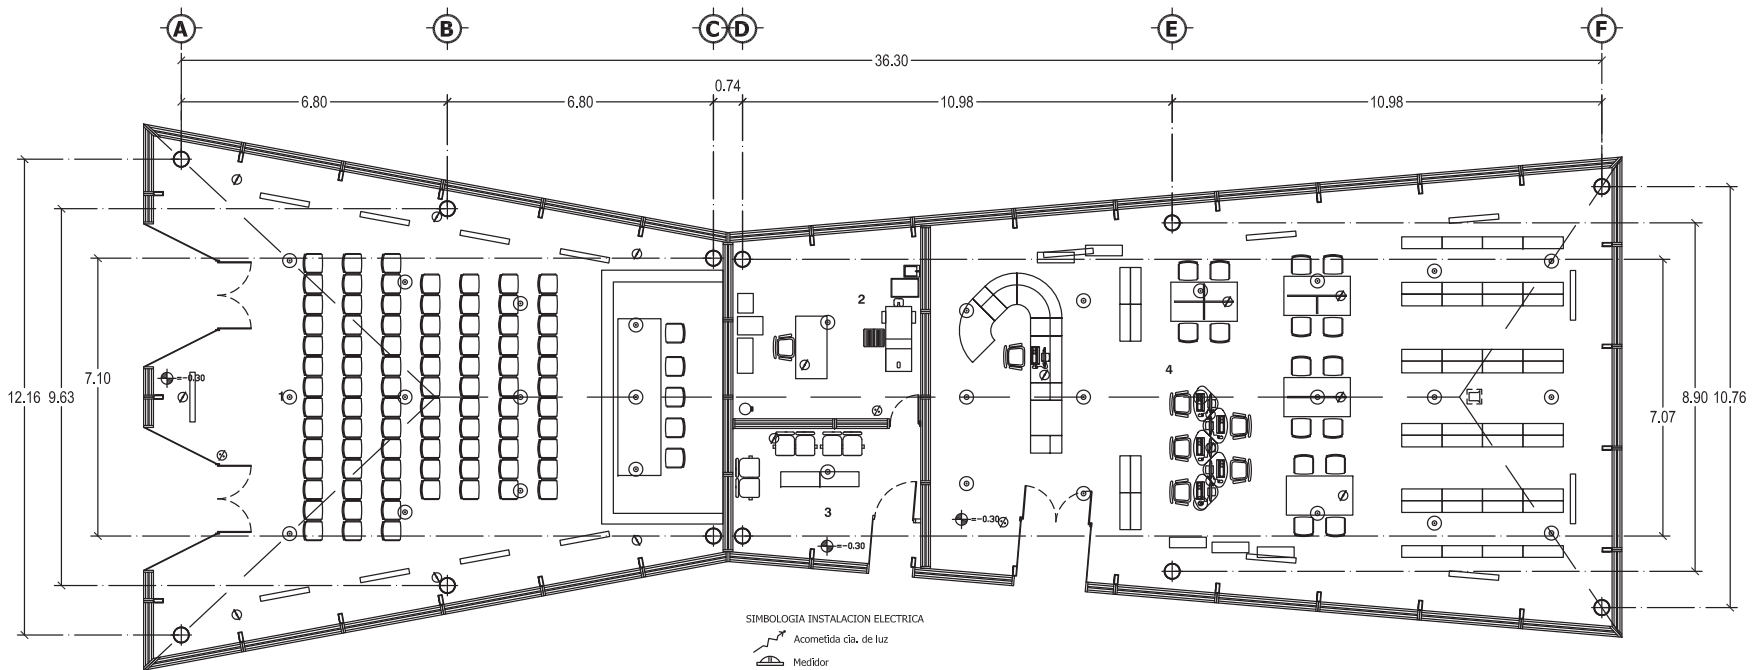 A B C D E F
36.30
0.74
6.80 6.80 10.98 10.98
12.16 9.63 7.10
7.07 8.90 10.76
1
2
3
4
=-0.30
=-0.30
=-0.30
SIMBOLOGIA INSTALACION ELECTRICA
Acometida cia. de luz
Medidor